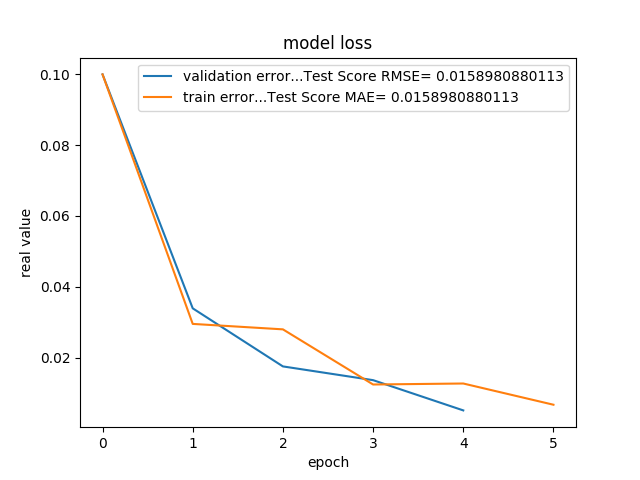 model loss
validation error...Test Score RMSE= 0.0158980880113
train error...Test Score MAE= 0.0158980880113
0.10
0.08
0.06
0.04
0.02
real value
0 1 2 3 4 5
epoch